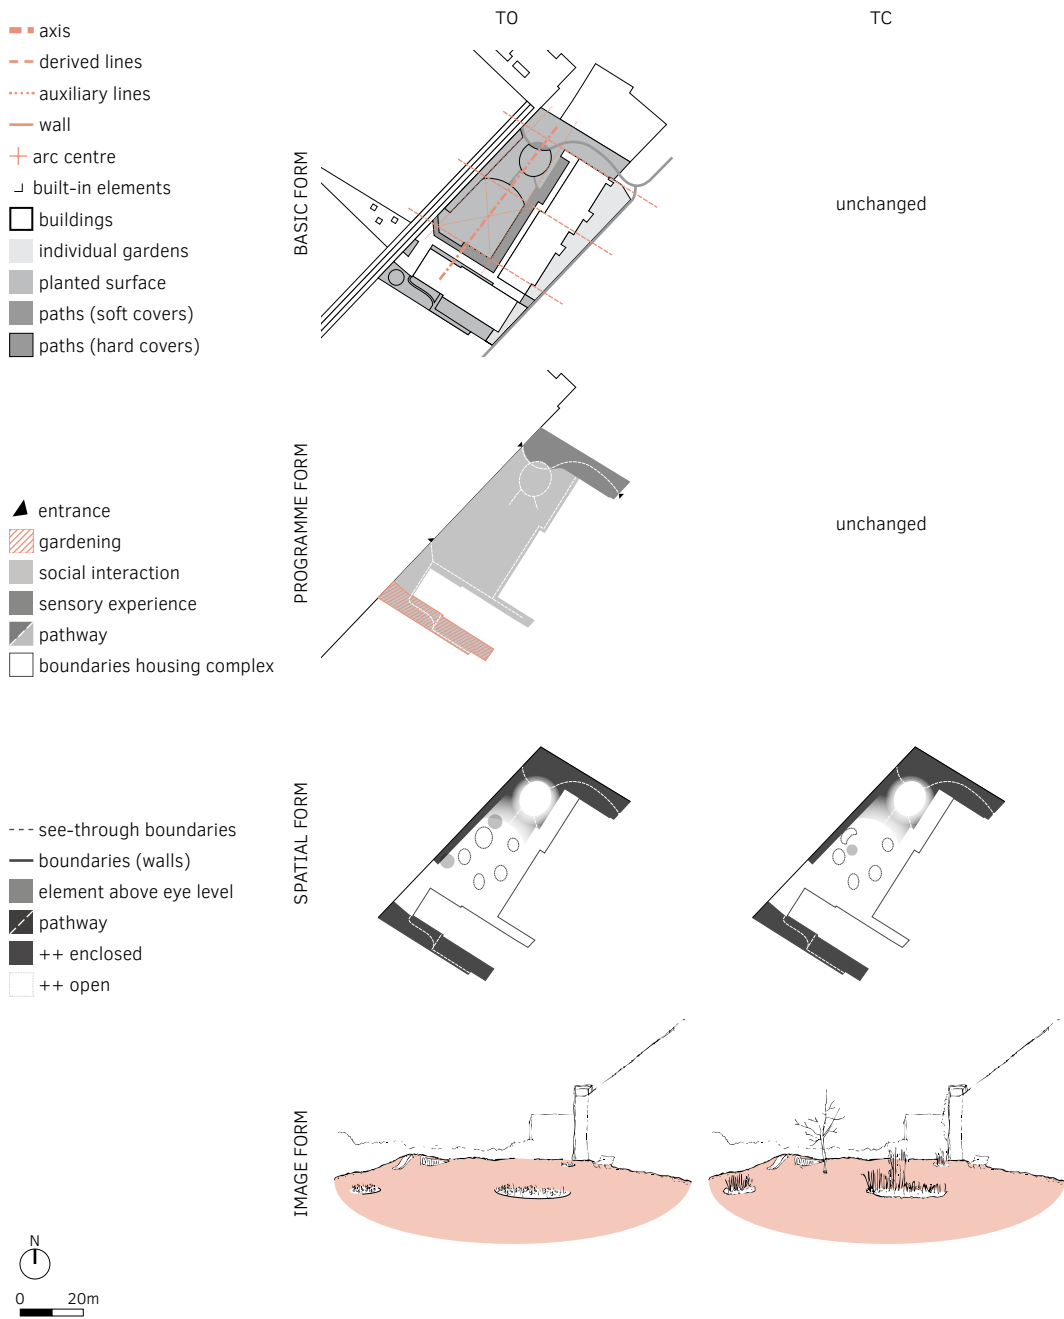 TO
TC
axis
derived lines
auxiliary lines
wall
arc centre
built-in elements
buildings
individual gardens
planted surface
paths (soft covers)
paths (hard covers)
BASIC FORM
unchanged
entrance
gardening
social interaction
sensory experience
pathway
boundaries housing complex
PROGRAMME FORM
unchanged
see-through boundaries
boundaries (walls)
element above eye level
pathway
++ enclosed
++ open
SPATIAL FORM
IMAGE FORM
N
0 20m